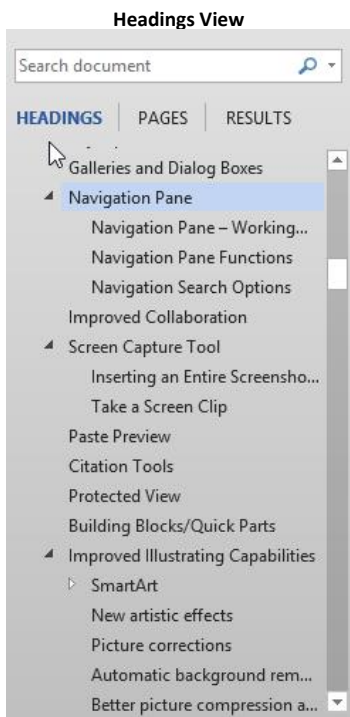 Headings View
Search document
HEADINGS PAGES RESULTS
Galleries and Dialog Boxes
Navigation Pane
Navigation Pane – Working...
Navigation Pane Functions
Navigation Search Options
Improved Collaboration
Screen Capture Tool
Inserting an Entire Screensho...
Take a Screen Clip
Paste Preview
Citation Tools
Protected View
Building Blocks/Quick Parts
Improved Illustrating Capabilities
SmartArt
New artistic effects
Picture corrections
Automatic background rem...
Better picture compression a...